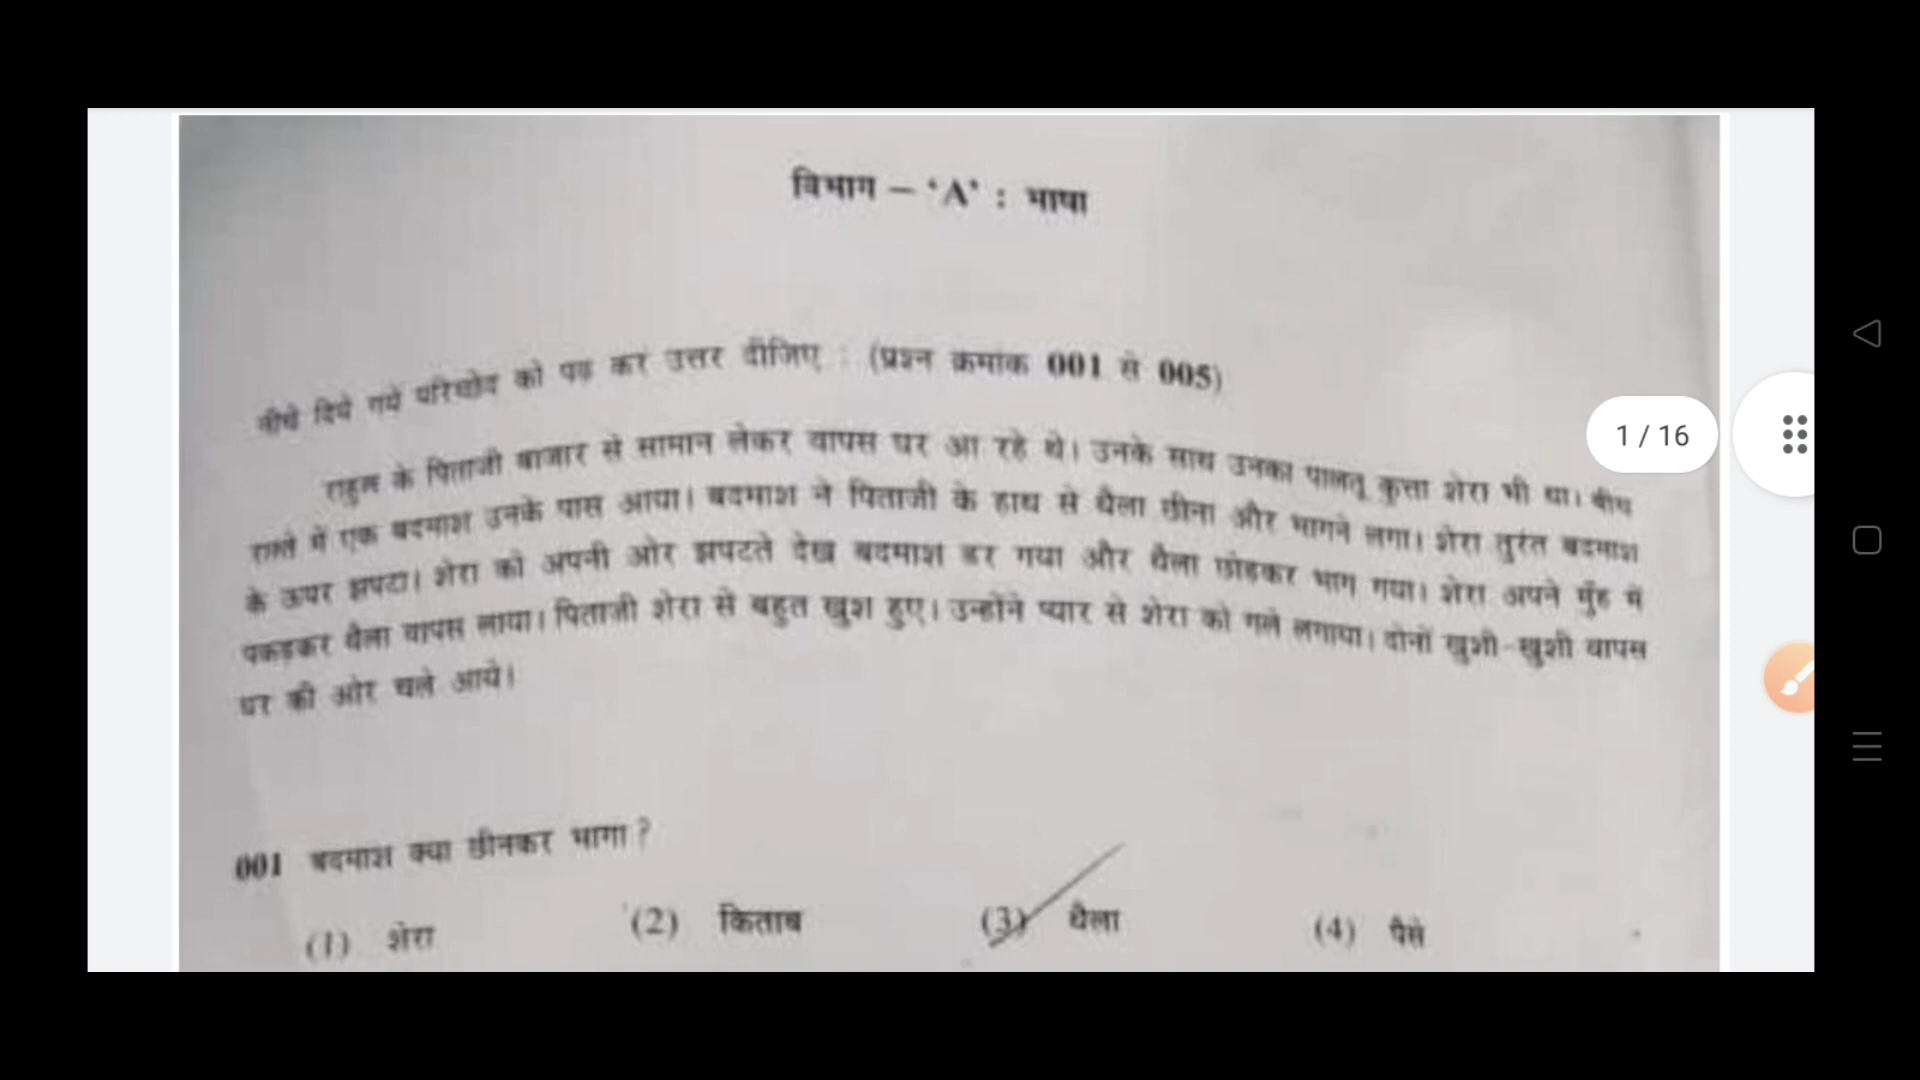 विभाग – 'A' : भाषा
नीचे दिये गये परिच्छेद को पढ़ कर उत्तर दीजिए : (प्रश्न क्रमांक 001 से 005)
राहुल के पिताजी बाजार से सामान लेकर वापस घर आ रहे थे। उनके साथ उनका पालतू कुत्ता शेरा भी था। बीच
रास्ते में एक बदमाश उनके पास आया। बदमाश ने पिताजी के हाथ से थैला छीना और भागने लगा। शेरा तुरंत बदमाश
के ऊपर झपटा। शेरा को अपनी ओर झपटते देख बदमाश डर गया और थैला छोड़कर भाग गया। शेरा अपने मुँह में
पकड़कर थैला वापस लाया। पिताजी शेरा से बहुत खुश हुए। उन्होंने प्यार से शेरा को गले लगाया। दोनों खुशी-खुशी वापस
घर की ओर चले आये।
1 / 16
001 बदमाश क्या छीनकर भागा?
(1) शेरा (2) किताब (3) थैला (4) पैसे